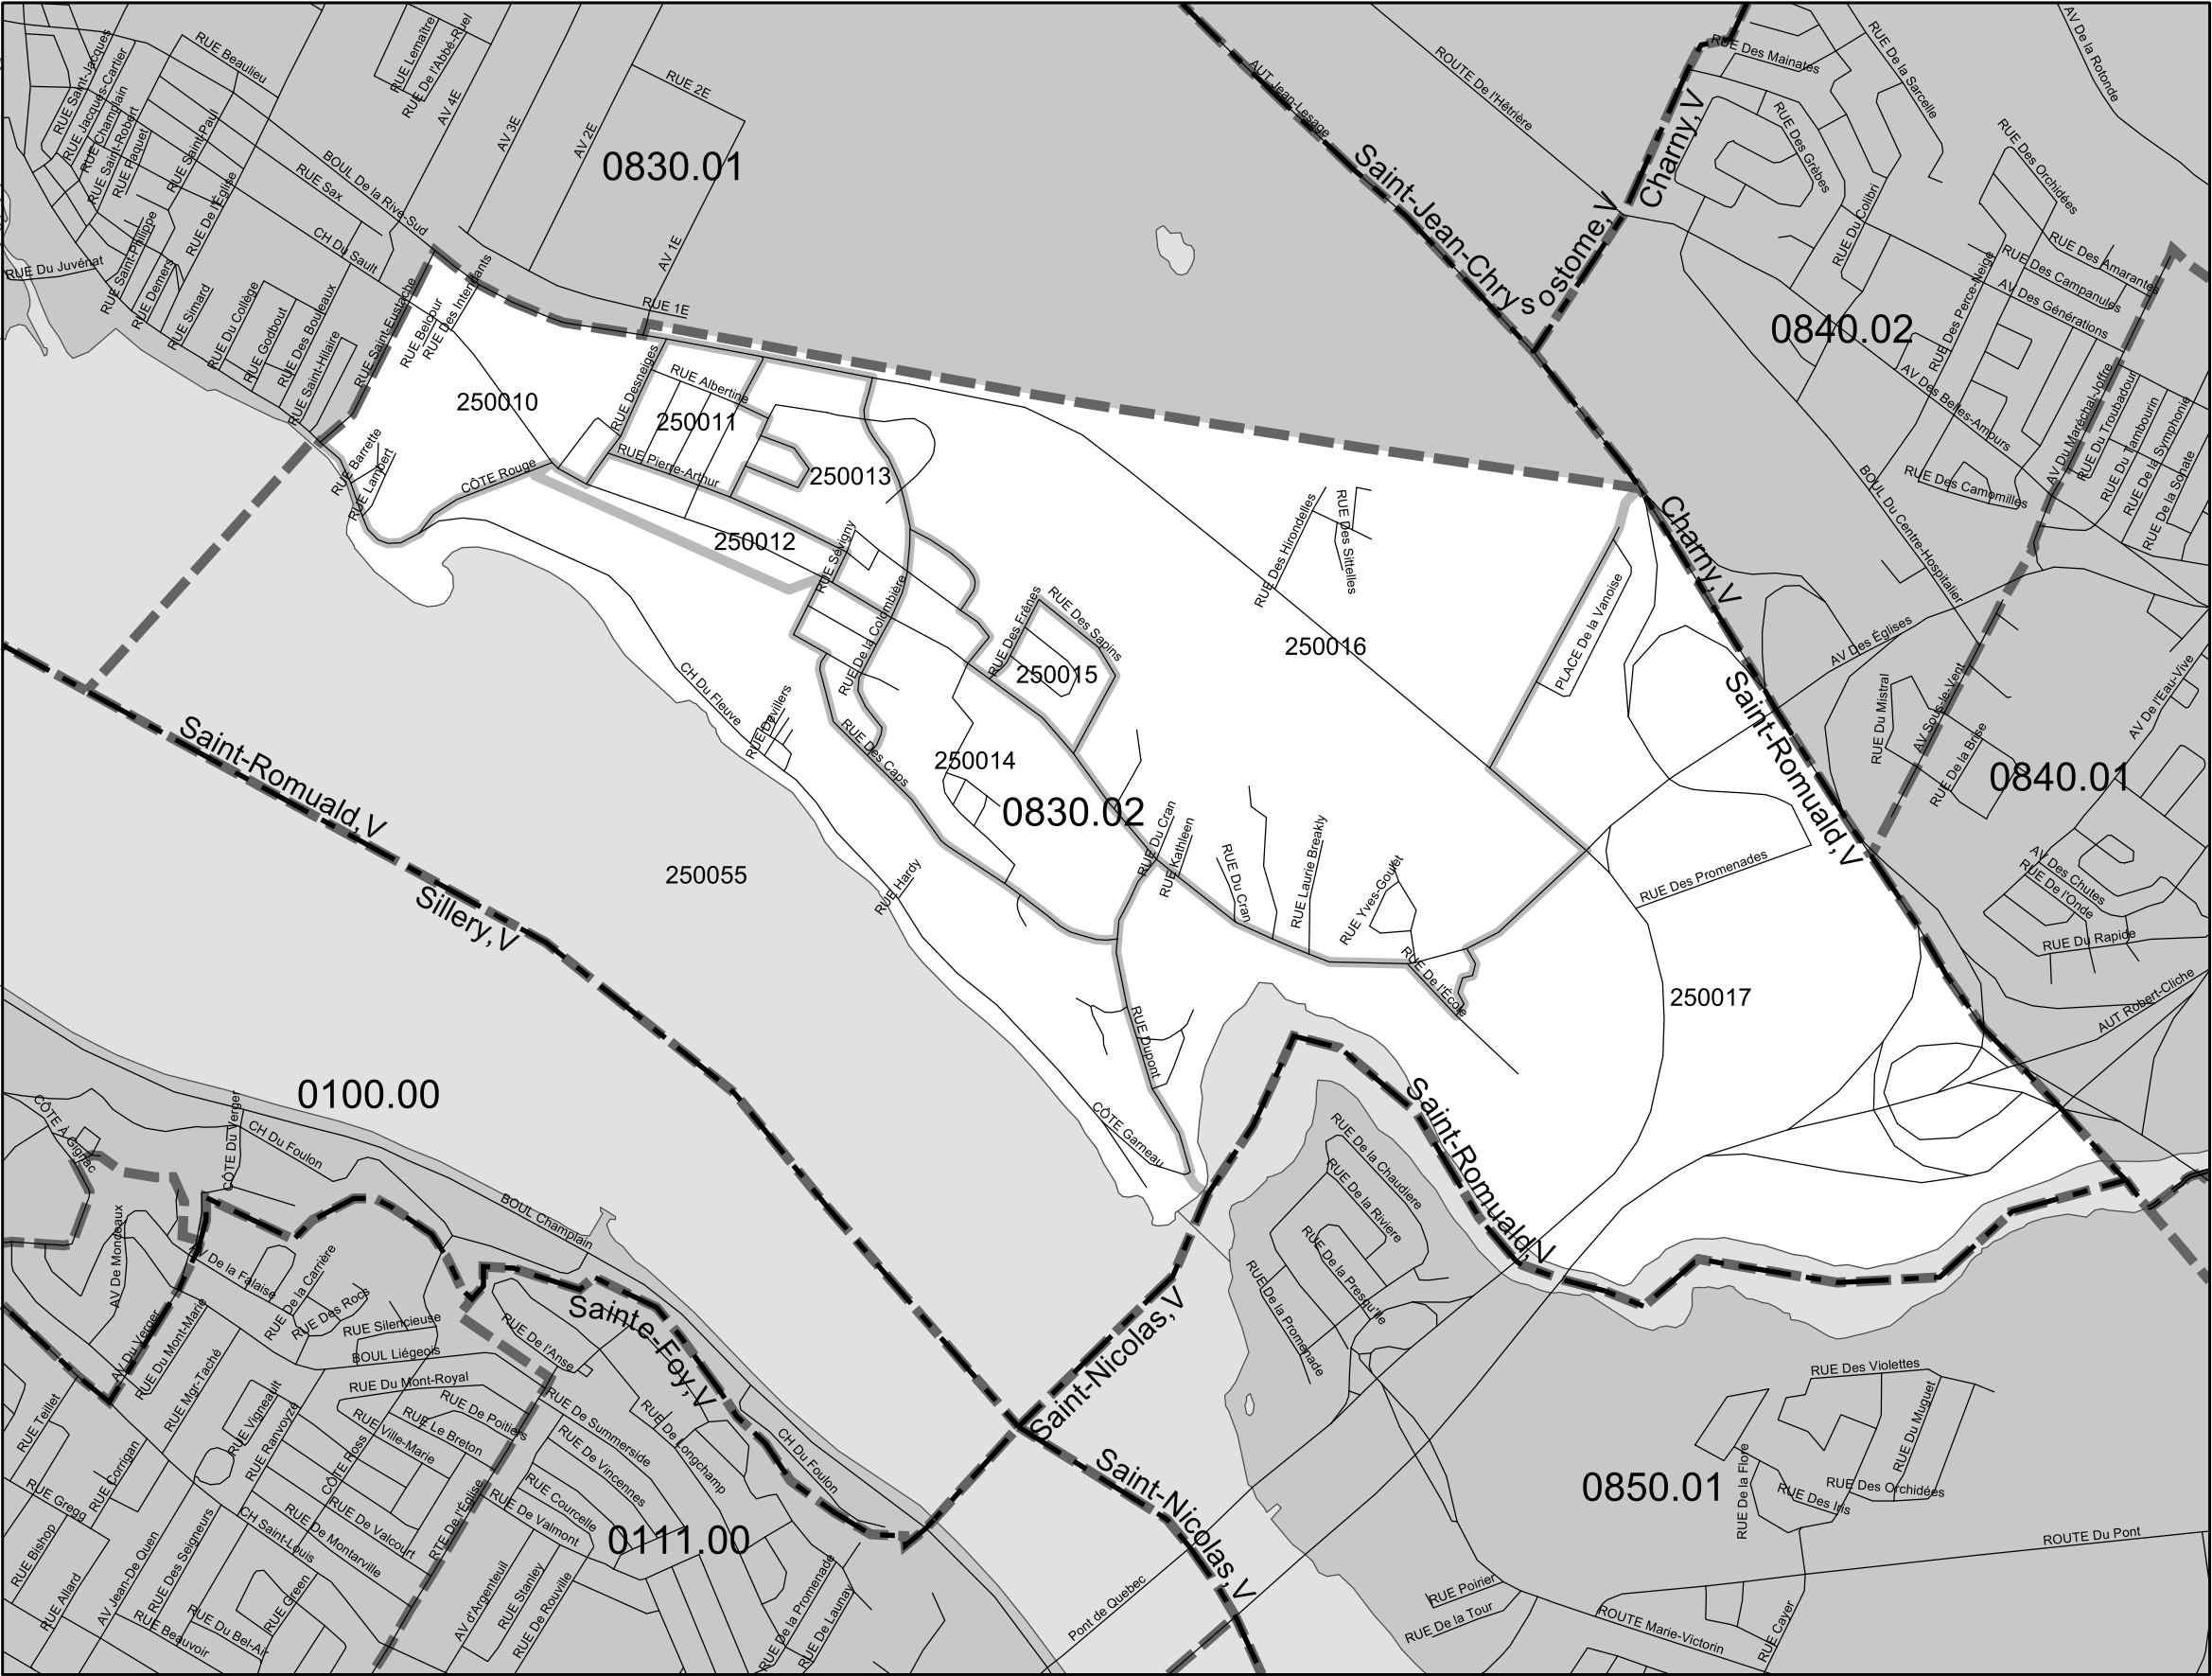 RUE Saint-Jacques
RUE Jacques-Cartier
RUE Champlain
RUE Saint-Robert
RUE Paquet
RUE Saint-Paul
RUE Beaulieu
RUE Lemaître
RUE De l'Abbé-Ruel
AV 4E
AV 3E
AV 2E
RUE 2E
0830.01
AV 1E
RUE 1E
BOUL De la Rive-Sud
RUE Sax
CH Du Sault
RUE De l'Église
RUE Saint-Philippe
RUE Demers
RUE Simard
RUE Du Juvénat
RUE Du Collège
RUE Godbout
RUE Des Bouleaux
RUE Saint-Hilaire
RUE Saint-Eustache
RUE Belcour
RUE Des Intendants
AUT Jean-Lesage
ROUTE De l'Hêtrière
Saint-Jean-Chrysostome,V
Charny,V
RUE Des Mainates
RUE De la Sarcelle
AV De la Rotonde
RUE Des Grèbes
RUE Du Colibri
RUE Des Orchidées
RUE Des Amarantes
RUE Des Campanules
AV Des Générations
RUE Des Perce-Neige
0840.02
AV Des Belles-Amours
RUE Des Camomilles
AV Du Maréchal-Joffre
RUE Du Troubadour
RUE Du Tambourin
RUE De la Symphonie
RUE De la Sonate
BOUL Du Centre-Hospitalier
AV Des Églises
250010
RUE Desneiges
RUE Albertine
250011
RUE Pierre-Arthur
250013
250012
RUE Barrette
RUE Lambert
CÔTE Rouge
RUE Sévigny
RUE De la Colombière
RUE Des Frênes
RUE Des Sapins
250015
250016
RUE Des Hirondelles
RUE Des Sittelles
PLACE De la Vanoise
Charny,V
Saint-Romuald,V
RUE Du Mistral
AV Sous-le-Vent
RUE De la Brise
AV De l'Eau-Vive
0840.01
AV Des Chutes
RUE De l'Onde
RUE Du Rapide
AUT Robert-Cliche
CH Du Fleuve
RUE Devillers
RUE Des Caps
250014
0830.02
RUE Hardy
RUE Du Cran
RUE Kathleen
RUE Du Cran
RUE Laurie Breakly
RUE Yves-Goulet
RUE De l'École
RUE Des Promenades
250017
RUE Dupont
CÔTE Garneau
Saint-Romuald,V
Sillery,V
250055
0100.00
CÔTE À Gignac
CÔTE Du Verger
CH Du Foulon
BOUL Champlain
AV De Monceaux
AV De la Falaise
RUE De la Carrière
RUE Des Rocs
RUE Silencieuse
BOUL Liégeois
AV Du Verger
RUE Du Mont-Marie
RUE Mgr-Taché
RUE Du Mont-Royal
RUE De Poitiers
RUE Le Breton
RUE Ville-Marie
RUE Vigneault
RUE Ranvoyzé
CÔTE Ross
RUE Teillet
RUE Gregg
RUE Corrigan
RUE Bishop
RUE Allard
AV Jean-De Quen
RUE Des Seigneurs
RUE Beauvoir
RUE Du Bel-Air
RUE Green
CH Saint-Louis
RUE De Montarville
RUE De Valcourt
RTE De l'Église
RUE De l'Anse
Sainte-Foy,V
RUE De Summerside
RUE De Longchamp
RUE De Vincennes
RUE Courcelle
RUE De Valmont
0111.00
CH Du Foulon
AV d'Argenteuil
RUE Stanley
RUE De Rouville
RUE De la Promenade
RUE De Launay
Saint-Nicolas,V
Saint-Nicolas,V
Pont de Quebec
Saint-Romuald,V
RUE De la Chaudiere
RUE De la Riviere
RUE De la Presqu'île
RUE De la Promenade
0850.01
RUE Des Violettes
RUE Du Muguet
RUE De la Flore
RUE Des Iris
RUE Des Orchidées
ROUTE Du Pont
RUE Poirier
RUE De la Tour
ROUTE Marie-Victorin
RUE Cayer